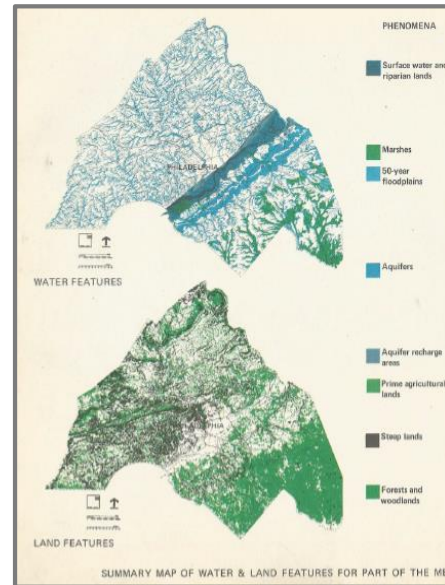 PHENOMENA
Surface water and
riparian lands
Marshes
50-year
floodplains
PHILADELPHIA
Aquifers
WATER FEATURES
Aquifer recharge
areas
Prime agricultural
lands
Steep lands
Forests and
woodlands
LAND FEATURES
SUMMARY MAP OF WATER & LAND FEATURES FOR PART OF THE ME